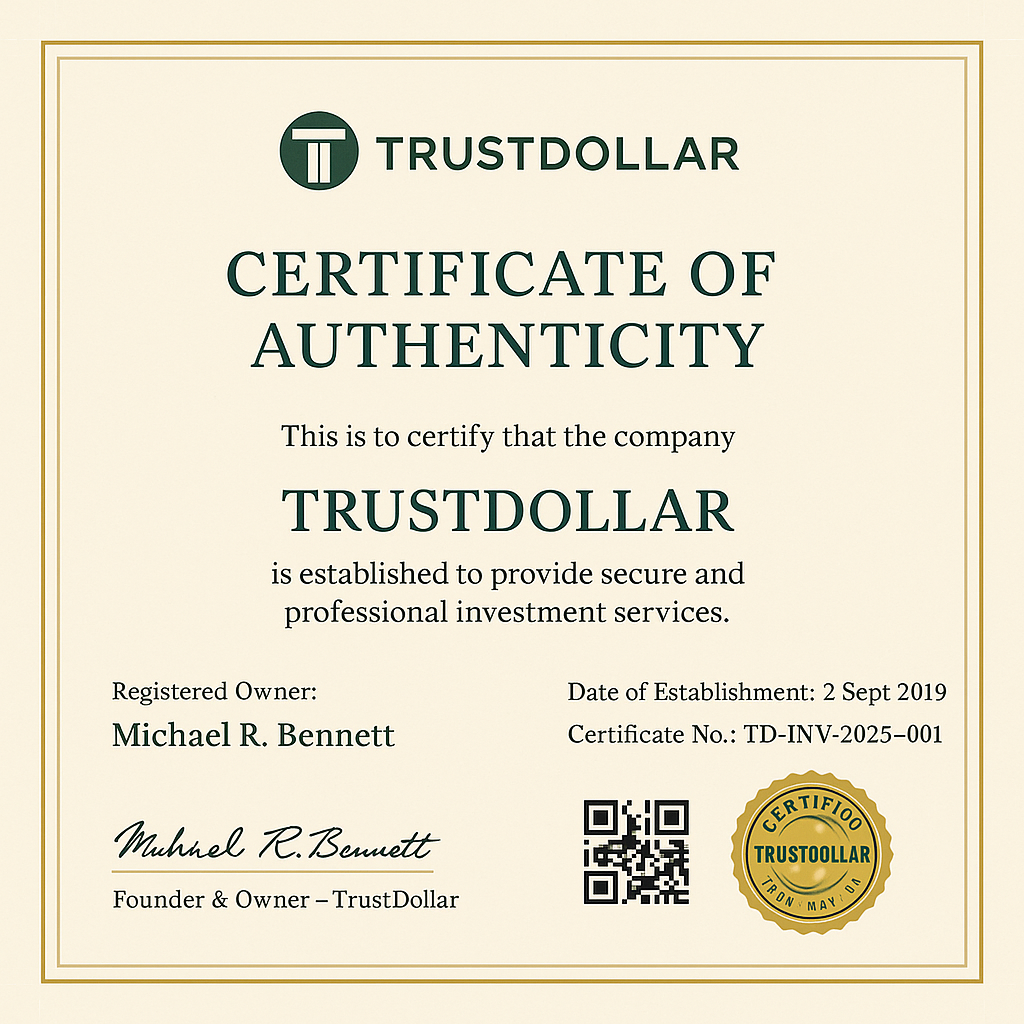 TRUSTDOLLAR
CERTIFICATE OF
AUTHENTICITY
This is to certify that the company
TRUSTDOLLAR
is established to provide secure and
professional investment services.
Registered Owner:
Michael R. Bennett
Date of Establishment: 2 Sept 2019
Certificate No.: TD-INV-2025–001
Muhnel R. Bennett
Founder & Owner – TrustDollar
CERTIFIOO
TRUSTOOLLAR
TRON MAY OA